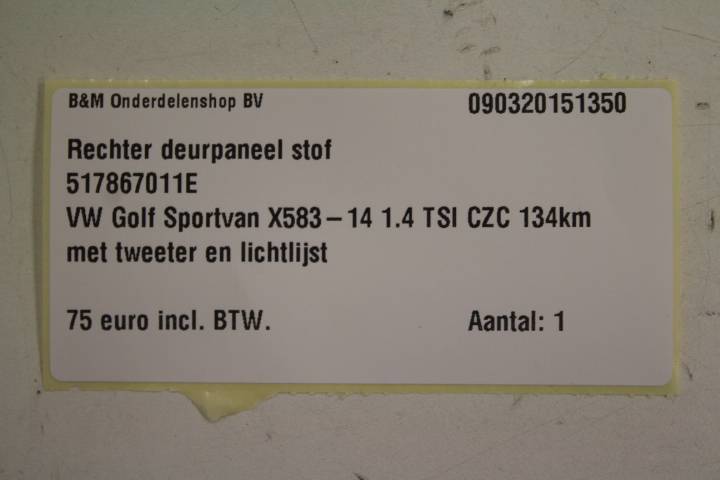 B&M Onderdelenshop BV 090320151350
Rechter deurpaneel stof
517867011E
VW Golf Sportvan X583-14 1.4 TSI CZC 134km
met tweeter en lichtlijst
75 euro incl. BTW. Aantal: 1